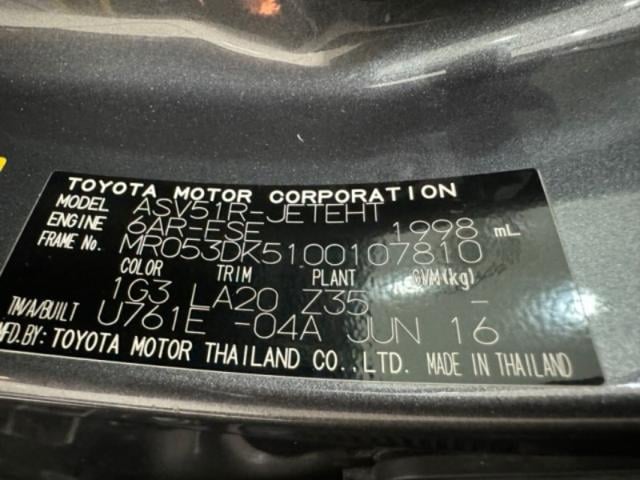 TOYOTA MOTOR CORPORATION
MODEL ASV51R-JETEHT
ENGINE 6AR-FSE 1998 mL
FRAME No. MR053DK5100107810
COLOR TRIM PLANT GVM(kg)
1G3 LA20 Z35 -
TM/A/BUILT U761E -04A JUN 16
MFD.BY: TOYOTA MOTOR THAILAND CO.,LTD. MADE IN THAILAND